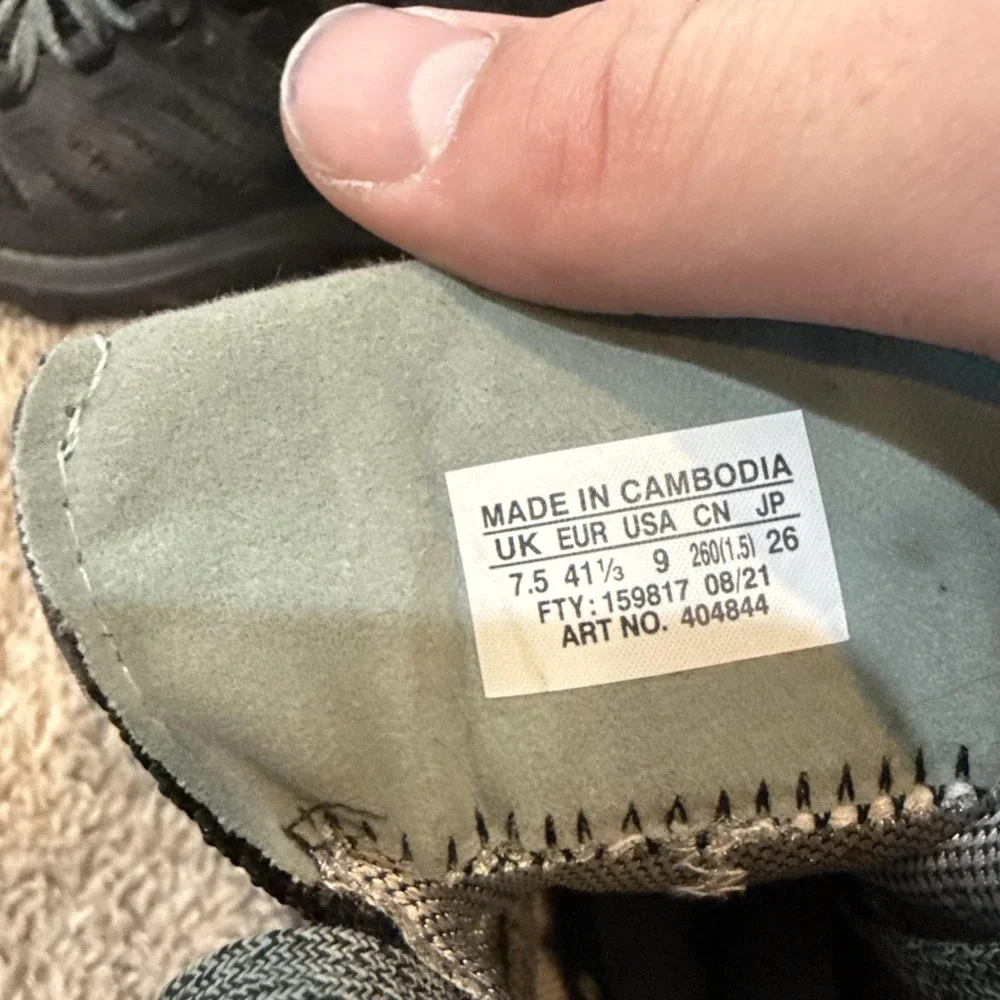 MADE IN CAMBODIA
UK EUR USA CN JP
7.5 41⅓ 9 260(1.5) 26
FTY: 159817 08/21
ART NO. 404844